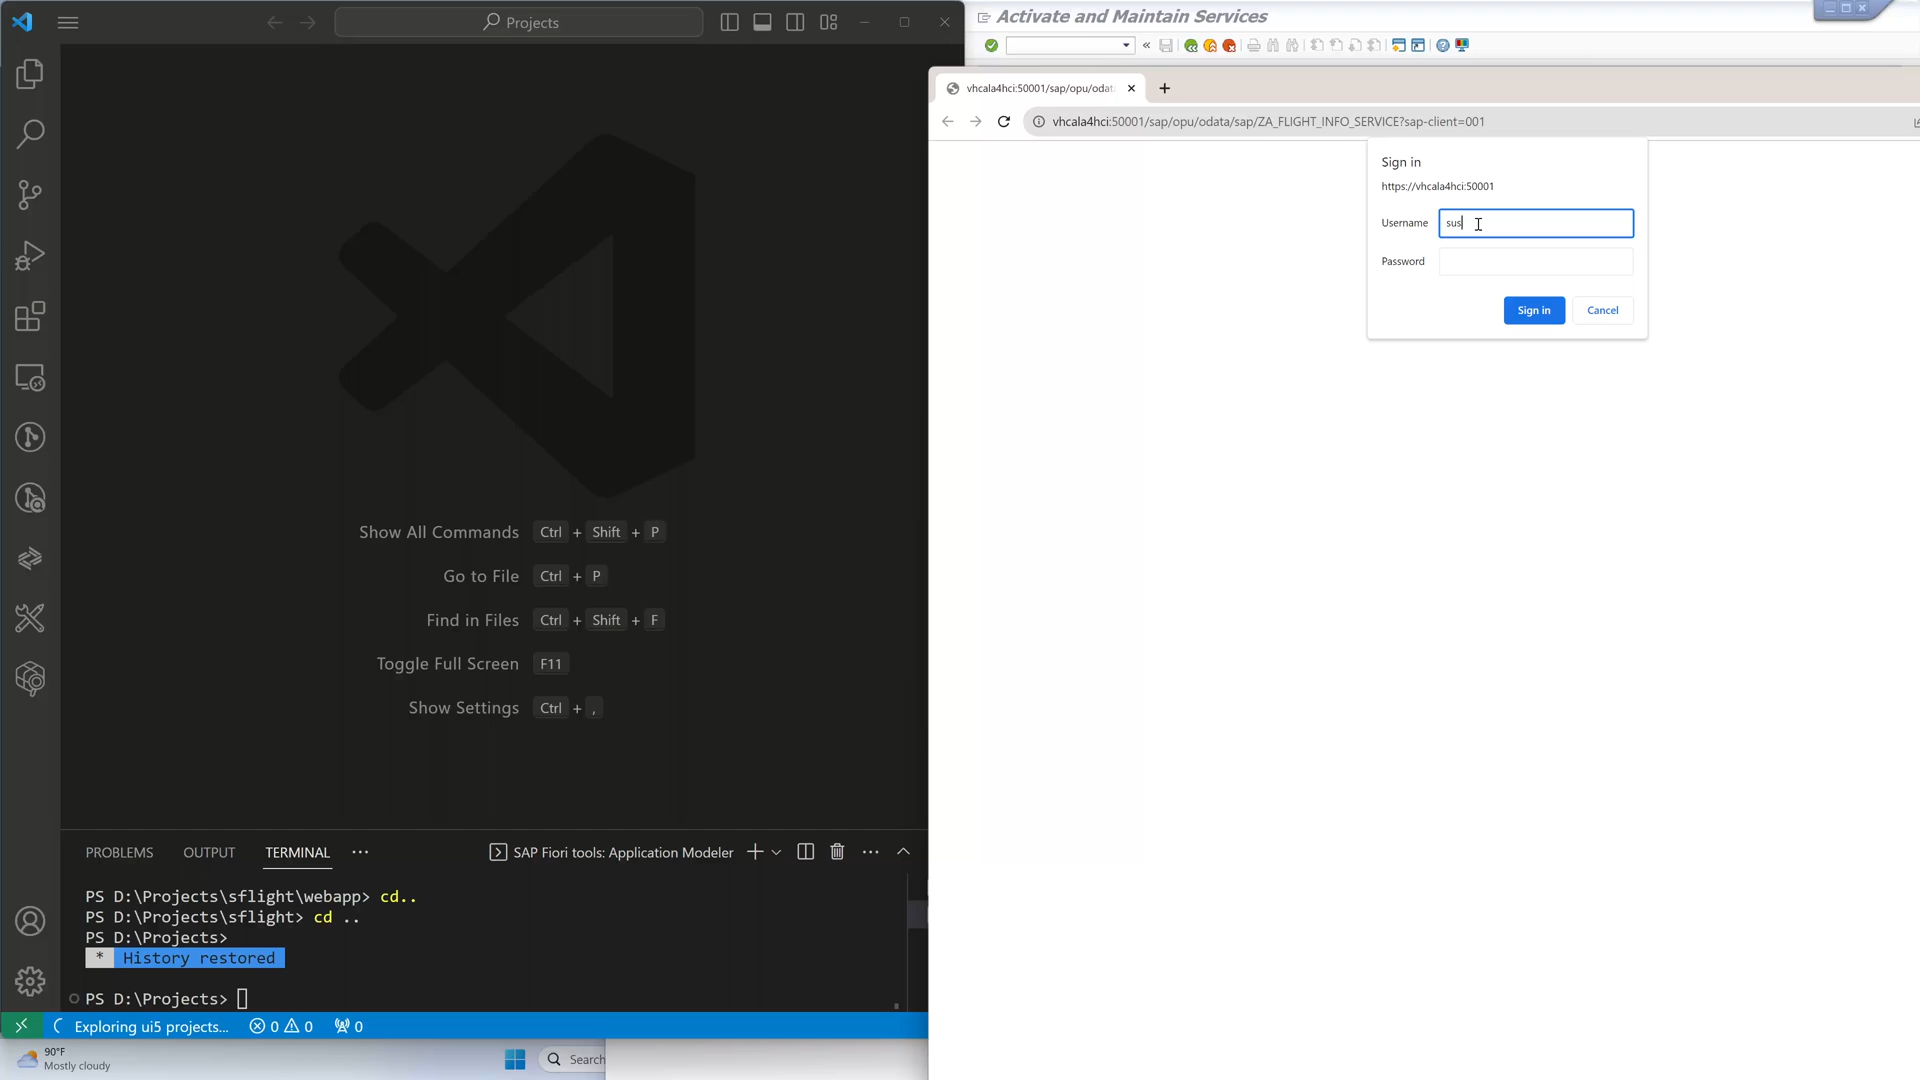 Projects
Activate and Maintain Services
vhcala4hci:50001/sap/opu/odat
vhcala4hci:50001/sap/opu/odata/sap/ZA_FLIGHT_INFO_SERVICE?sap-client=001
Sign in
https://vhcala4hci:50001
Username sus
Password
Sign in Cancel
Show All Commands Ctrl + Shift + P
Go to File Ctrl + P
Find in Files Ctrl + Shift + F
Toggle Full Screen F11
Show Settings Ctrl + ,
PROBLEMS OUTPUT TERMINAL ··· SAP Fiori tools: Application Modeler
PS D:\Projects\sflight\webapp> cd..
PS D:\Projects\sflight> cd ..
PS D:\Projects>
* History restored
PS D:\Projects>
Exploring ui5 projects... 0 0 0
90°F
Mostly cloudy
Search